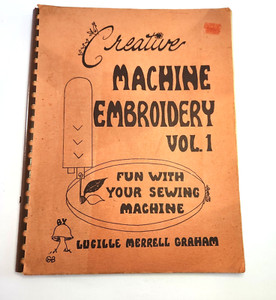 Creative
MACHINE
EMBROIDERY
VOL. 1
FUN WITH
YOUR SEWING
MACHINE
BY
LUCILLE MERRELL GRAHAM